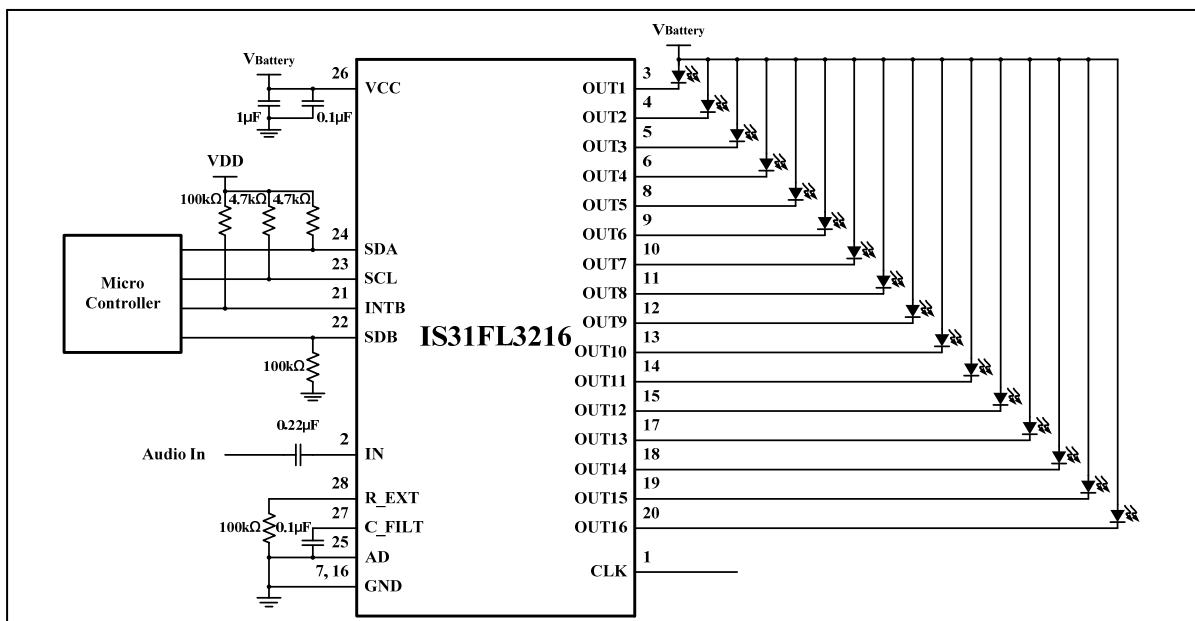 VBattery
26
VCC
1µF
0.1µF
VDD
100kΩ
4.7kΩ
4.7kΩ
Micro
Controller
24
SDA
23
SCL
21
INTB
22
SDB
100kΩ
0.22µF
Audio In
2
IN
28
R_EXT
100kΩ
0.1µF
27
C_FILT
25
AD
7, 16
GND
IS31FL3216
VBattery
3
OUT1
4
OUT2
5
OUT3
6
OUT4
8
OUT5
9
OUT6
10
OUT7
11
OUT8
12
OUT9
13
OUT10
14
OUT11
15
OUT12
17
OUT13
18
OUT14
19
OUT15
20
OUT16
1
CLK